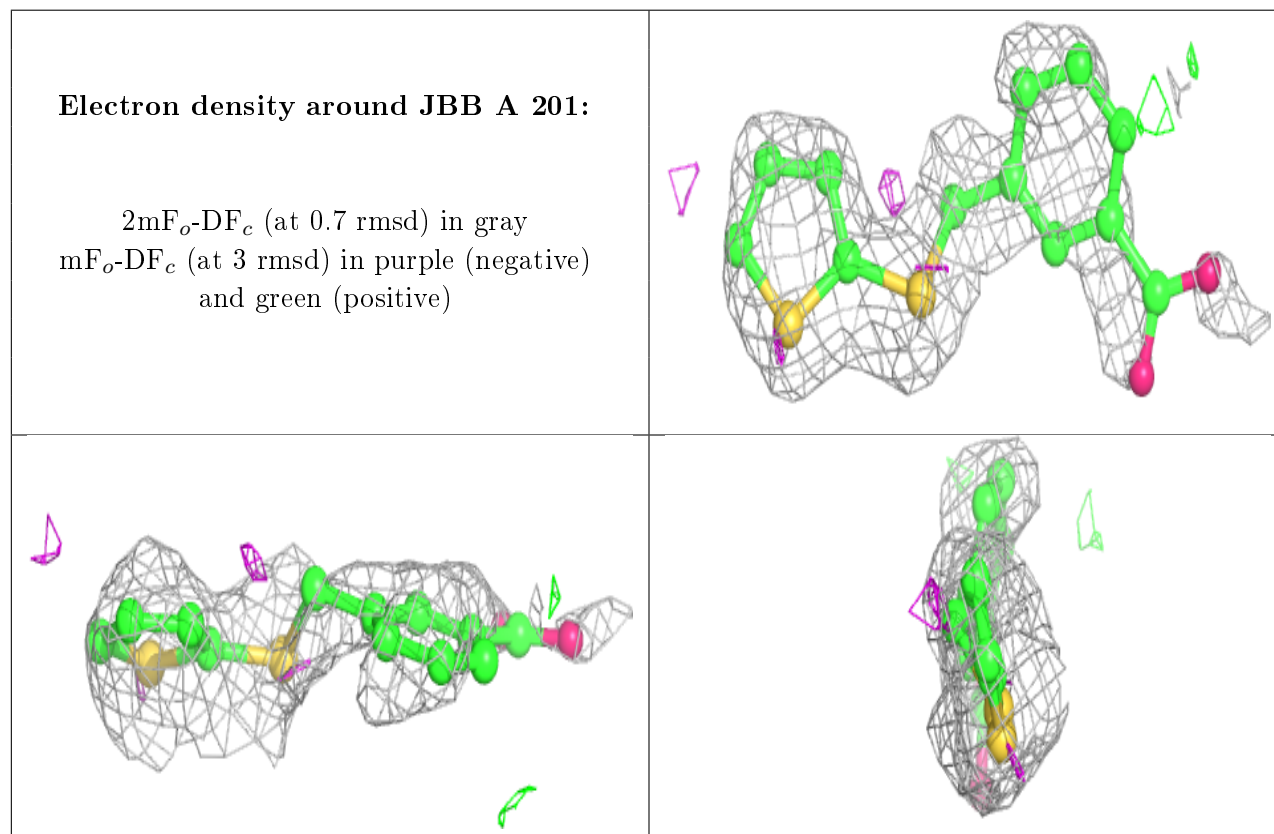 Electron density around JBB A 201:
2mFo-DFc (at 0.7 rmsd) in gray
mFo-DFc (at 3 rmsd) in purple (negative)
and green (positive)